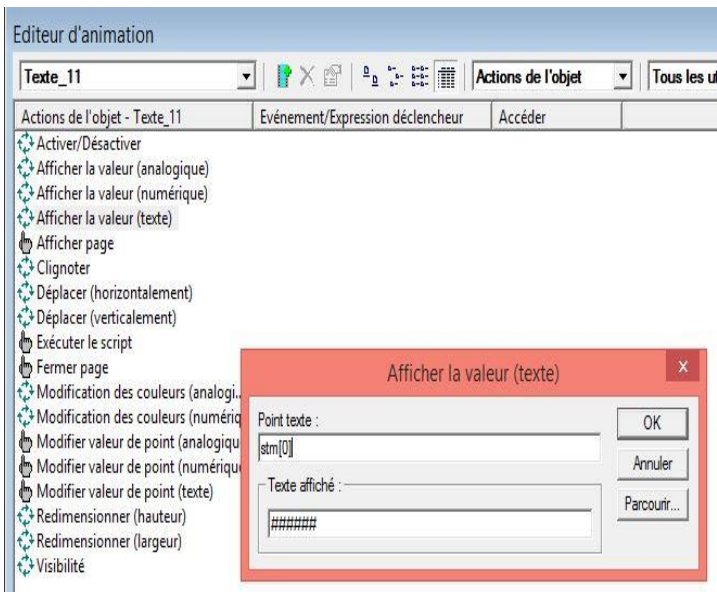 Editeur d'animation
Texte_11 Actions de l'objet Tous les ut
Actions de l'objet - Texte_11 Evénement/Expression déclencheur Accéder
Activer/Désactiver
Afficher la valeur (analogique)
Afficher la valeur (numérique)
Afficher la valeur (texte)
Afficher page
Clignoter
Déplacer (horizontalement)
Déplacer (verticalement)
Exécuter le script
Fermer page
Modification des couleurs (analogi...
Modification des couleurs (numériq
Modifier valeur de point (analogiqu
Modifier valeur de point (numériqu
Modifier valeur de point (texte)
Redimensionner (hauteur)
Redimensionner (largeur)
Visibilité
Afficher la valeur (texte) x
Point texte :
stm[0]
Texte affiché :
######
OK
Annuler
Parcourir...